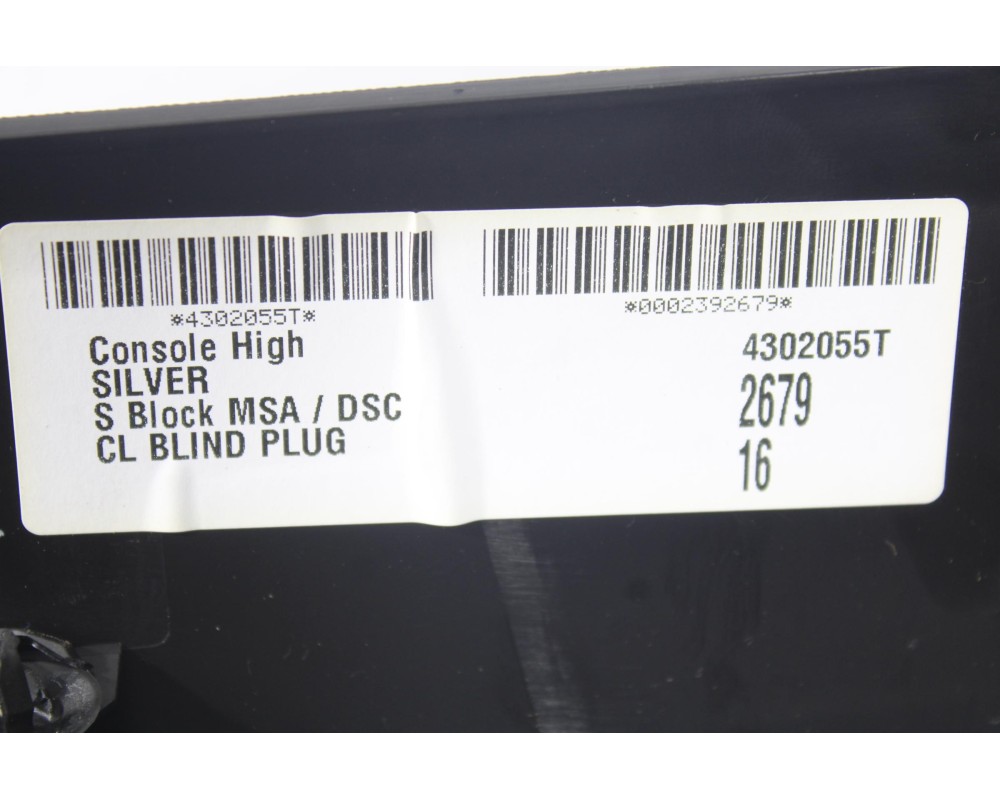 *4302055T*
*0002392679*
Console High
4302055T
SILVER
2679
S Block MSA / DSC
CL BLIND PLUG
16